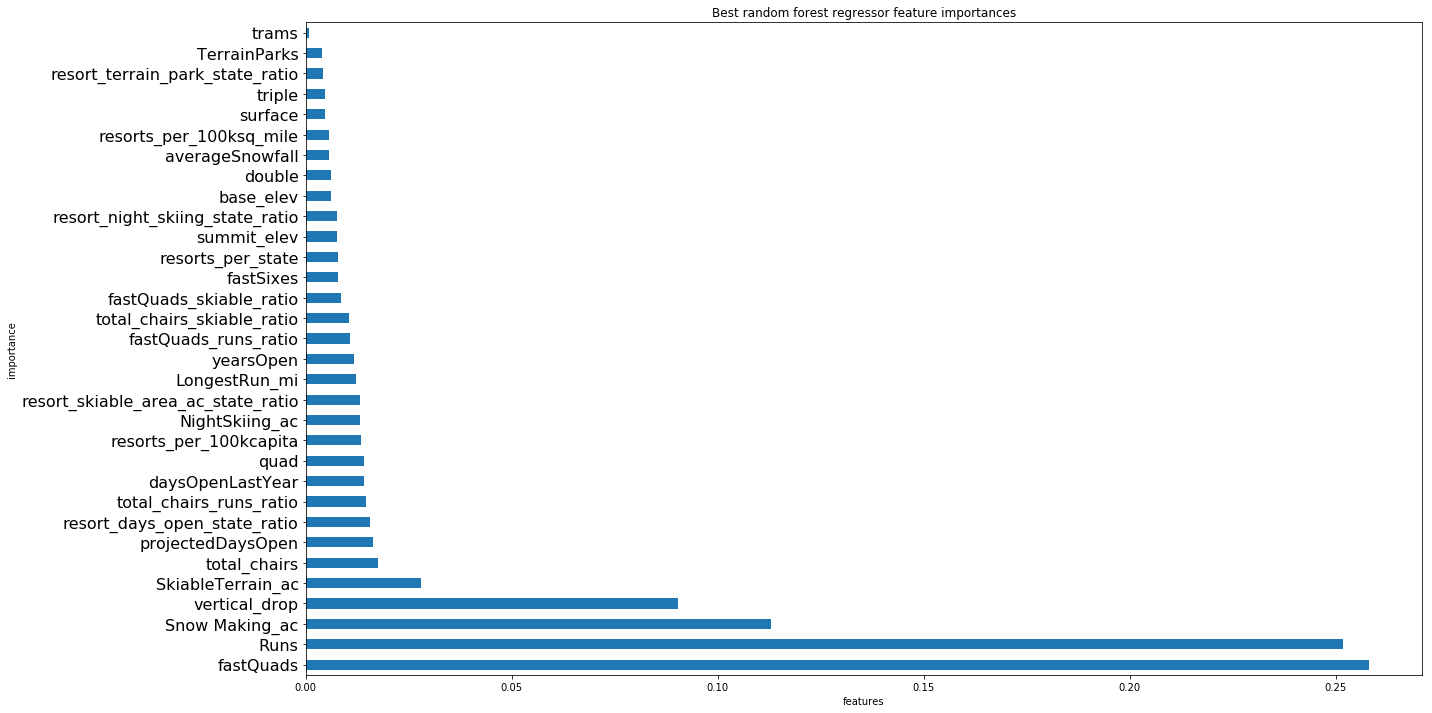 Best random forest regressor feature importances
trams
TerrainParks
resort_terrain_park_state_ratio
triple
surface
resorts_per_100ksq_mile
averageSnowfall
double
base_elev
resort_night_skiing_state_ratio
summit_elev
resorts_per_state
fastSixes
fastQuads_skiable_ratio
total_chairs_skiable_ratio
fastQuads_runs_ratio
yearsOpen
LongestRun_mi
resort_skiable_area_ac_state_ratio
NightSkiing_ac
resorts_per_100kcapita
quad
daysOpenLastYear
total_chairs_runs_ratio
resort_days_open_state_ratio
projectedDaysOpen
total_chairs
SkiableTerrain_ac
vertical_drop
Snow Making_ac
Runs
fastQuads
importance
0.00 0.05 0.10 0.15 0.20 0.25
features